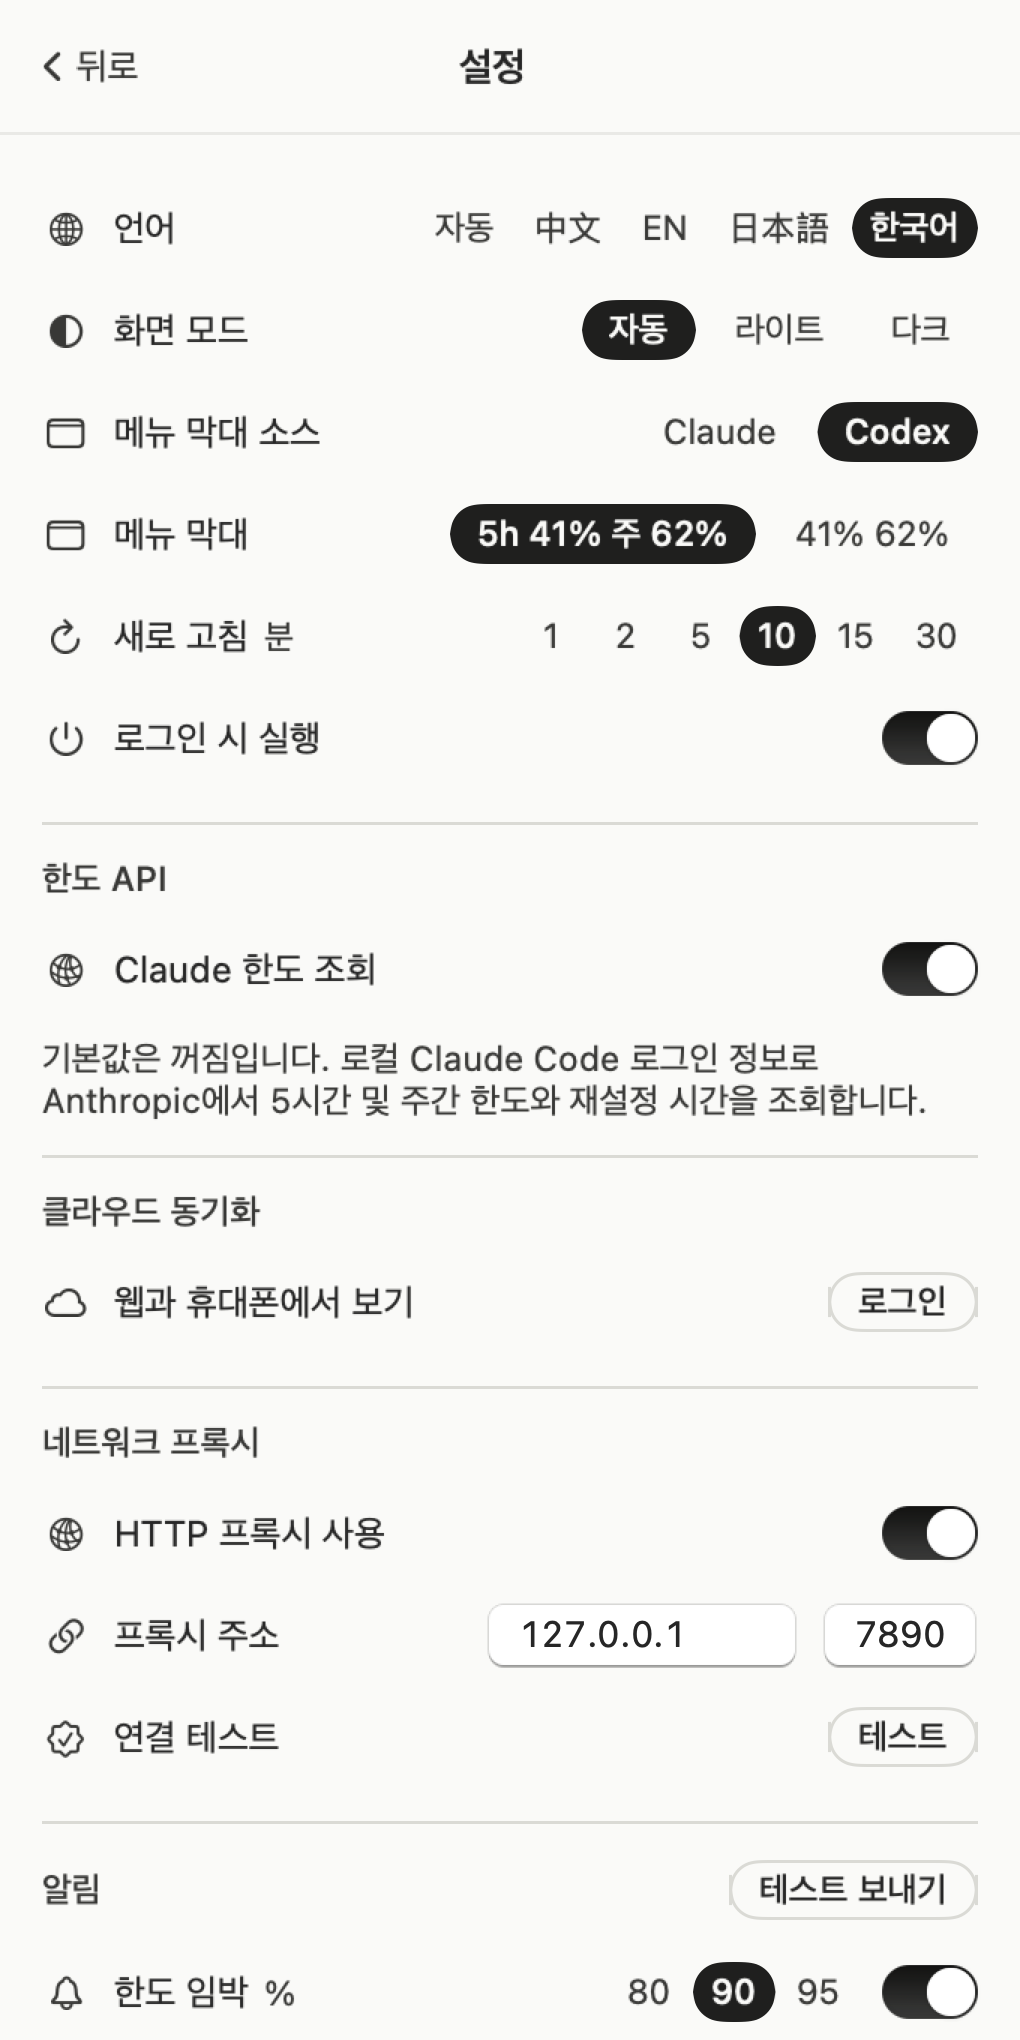 뒤로
설정
언어 자동 中文 EN 日本語 한국어
화면 모드 자동 라이트 다크
메뉴 막대 소스 Claude Codex
메뉴 막대 5h 41% 주 62% 41% 62%
새로 고침 분 1 2 5 10 15 30
로그인 시 실행
한도 API
Claude 한도 조회
기본값은 꺼짐입니다. 로컬 Claude Code 로그인 정보로
Anthropic에서 5시간 및 주간 한도와 재설정 시간을 조회합니다.
클라우드 동기화
웹과 휴대폰에서 보기 로그인
네트워크 프록시
HTTP 프록시 사용
프록시 주소 127.0.0.1 7890
연결 테스트 테스트
알림 테스트 보내기
한도 임박 % 80 90 95